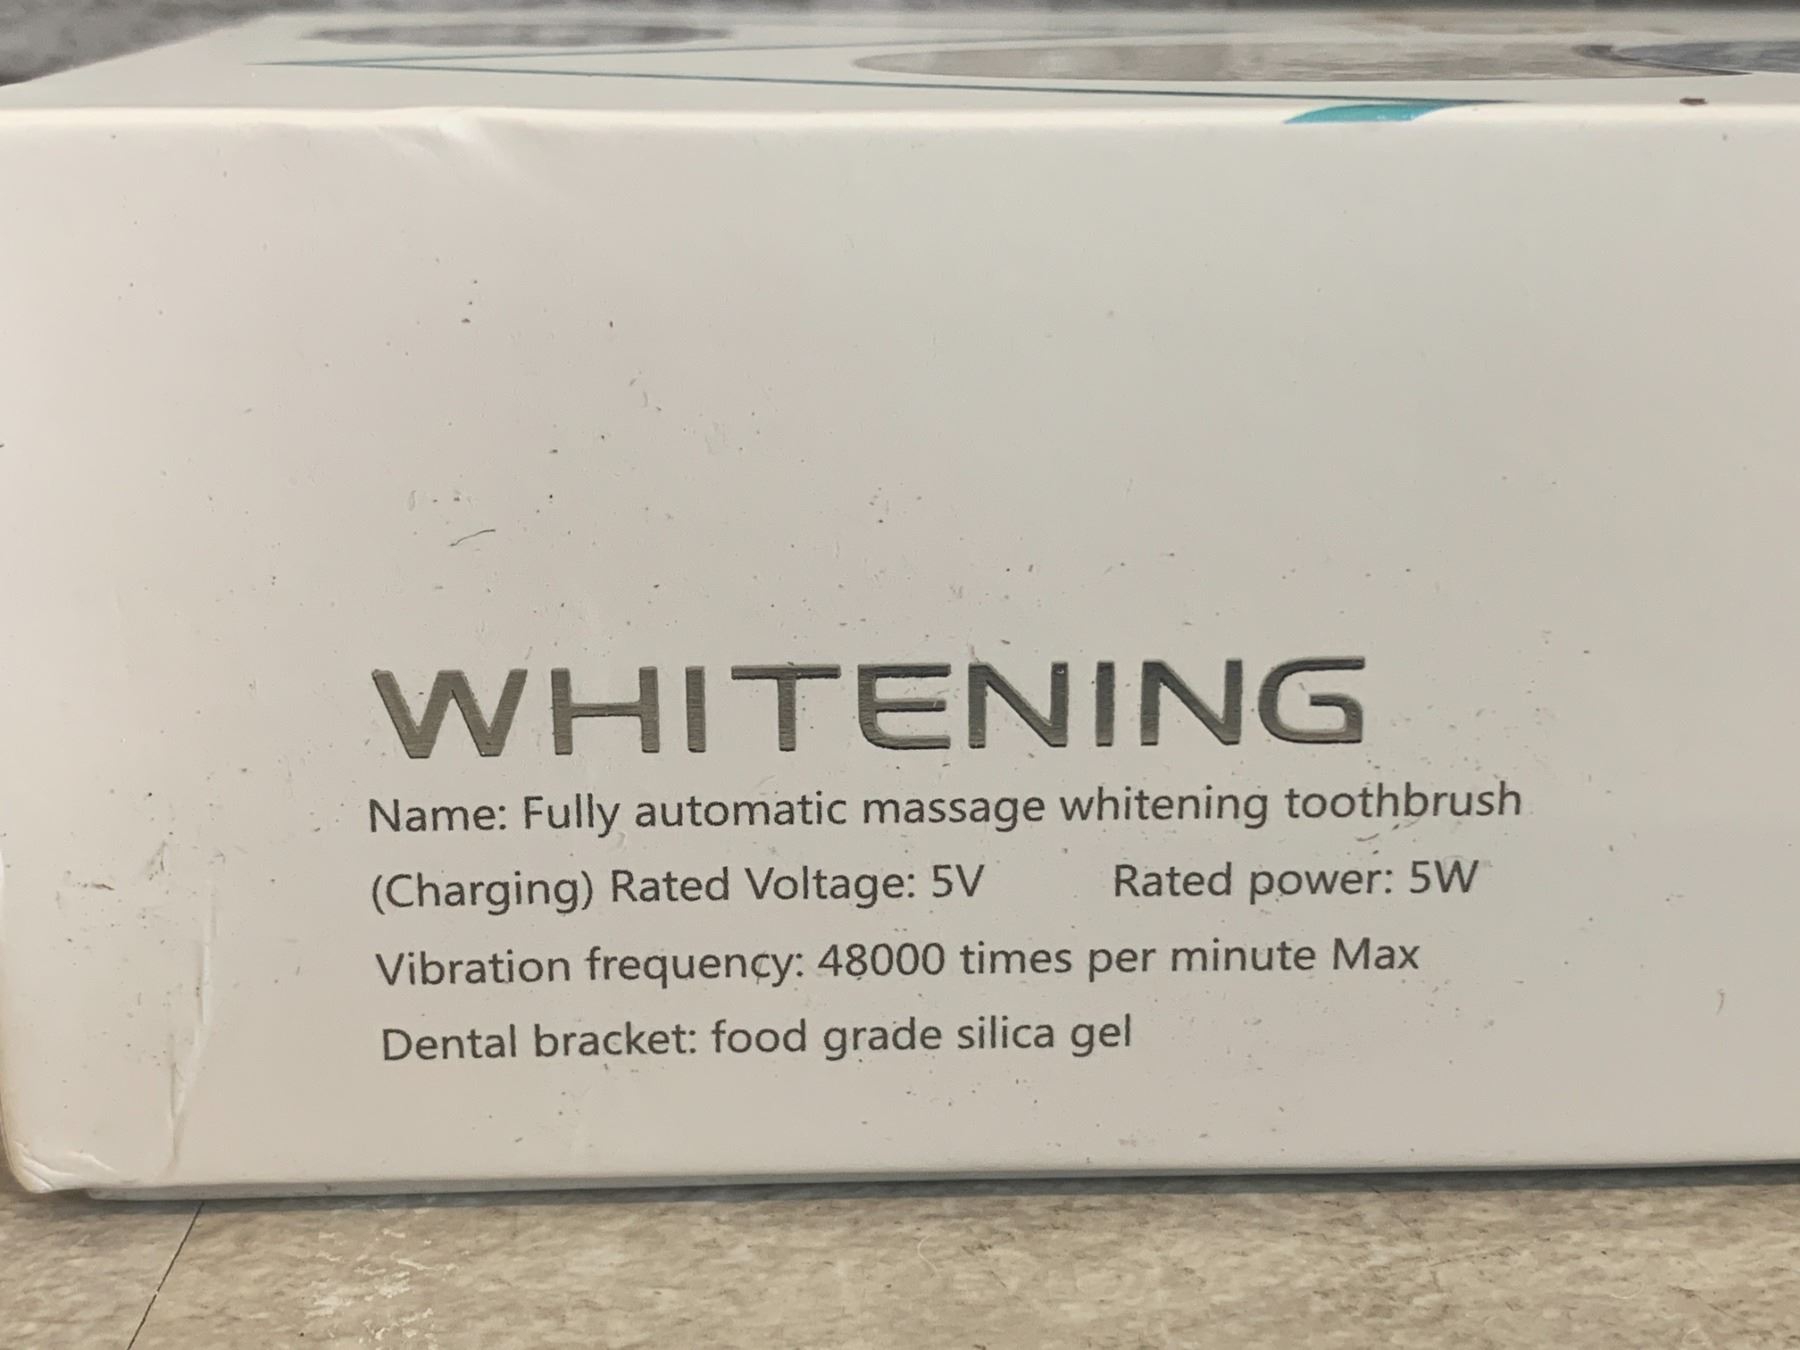 WHITENING
Name: Fully automatic massage whitening toothbrush
(Charging) Rated Voltage: 5V Rated power: 5W
Vibration frequency: 48000 times per minute Max
Dental bracket: food grade silica gel